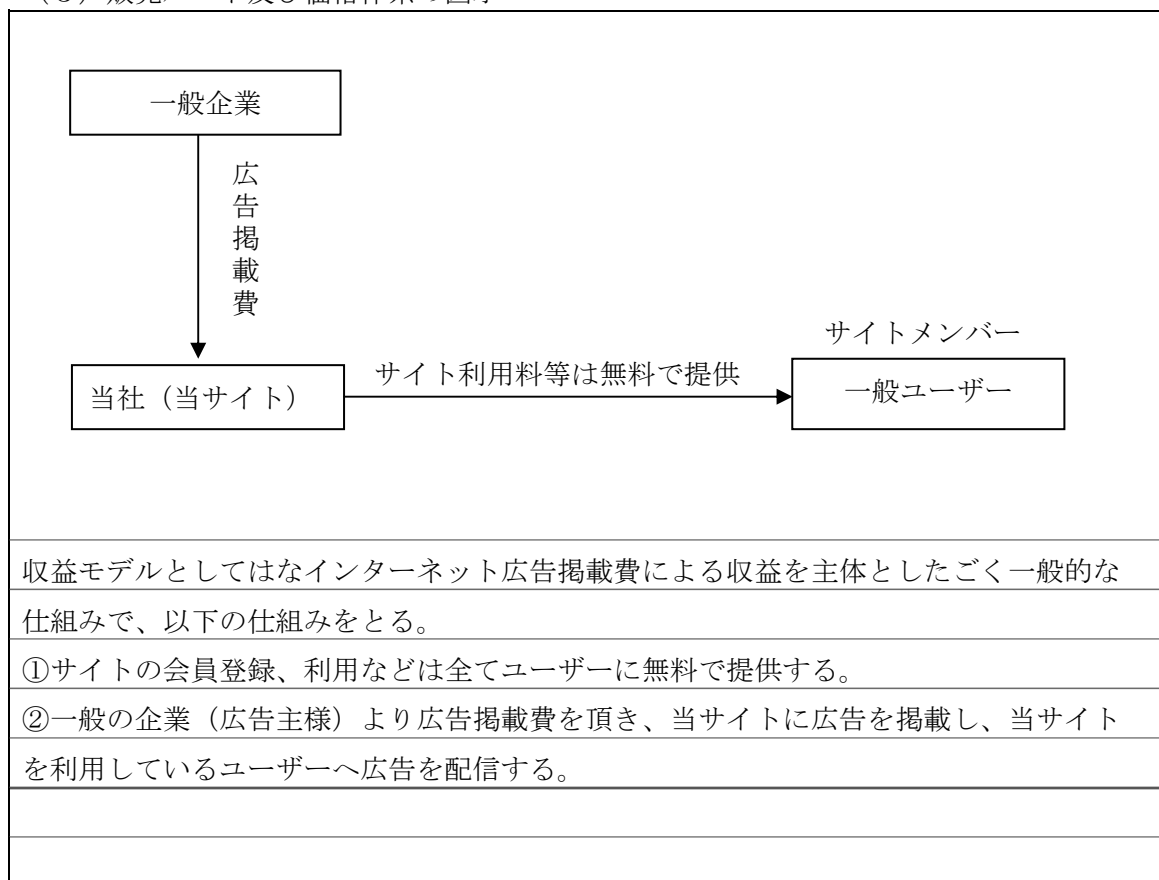 一般企業
広告掲載費
サイトメンバー
当社（当サイト）
サイト利用料等は無料で提供
一般ユーザー
収益モデルとしてはなインターネット広告掲載費による収益を主体としたごく一般的な
仕組みで、以下の仕組みをとる。
①サイトの会員登録、利用などは全てユーザーに無料で提供する。
②一般の企業（広告主様）より広告掲載費を頂き、当サイトに広告を掲載し、当サイト
を利用しているユーザーへ広告を配信する。